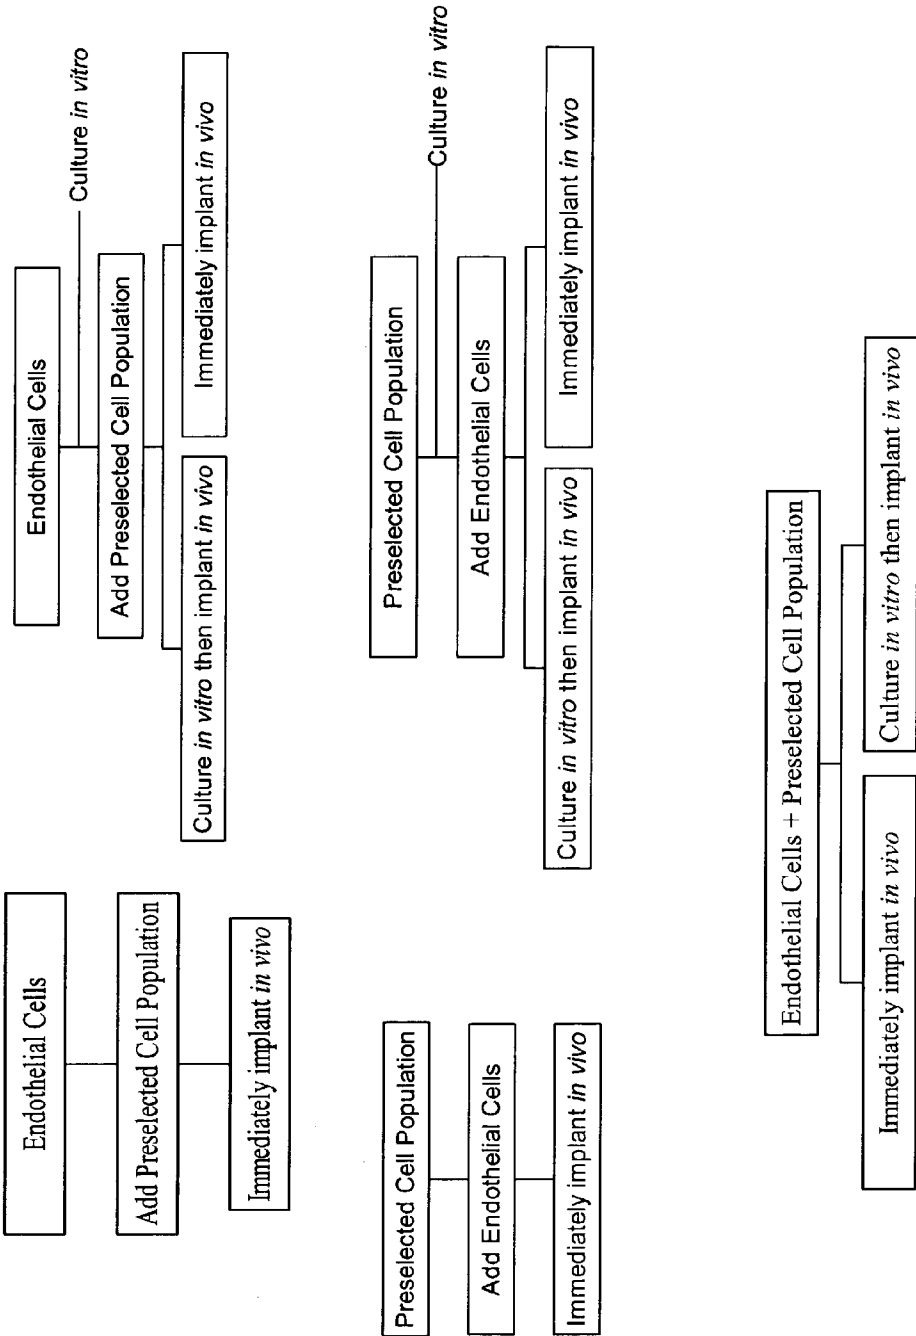 Endothelial Cells
Add Preselected Cell Population
Immediately implant in vivo
Endothelial Cells
Culture in vitro
Add Preselected Cell Population
Culture in vitro then implant in vivo
Immediately implant in vivo
Preselected Cell Population
Add Endothelial Cells
Immediately implant in vivo
Preselected Cell Population
Culture in vitro
Add Endothelial Cells
Culture in vitro then implant in vivo
Immediately implant in vivo
Endothelial Cells + Preselected Cell Population
Immediately implant in vivo
Culture in vitro then implant in vivo